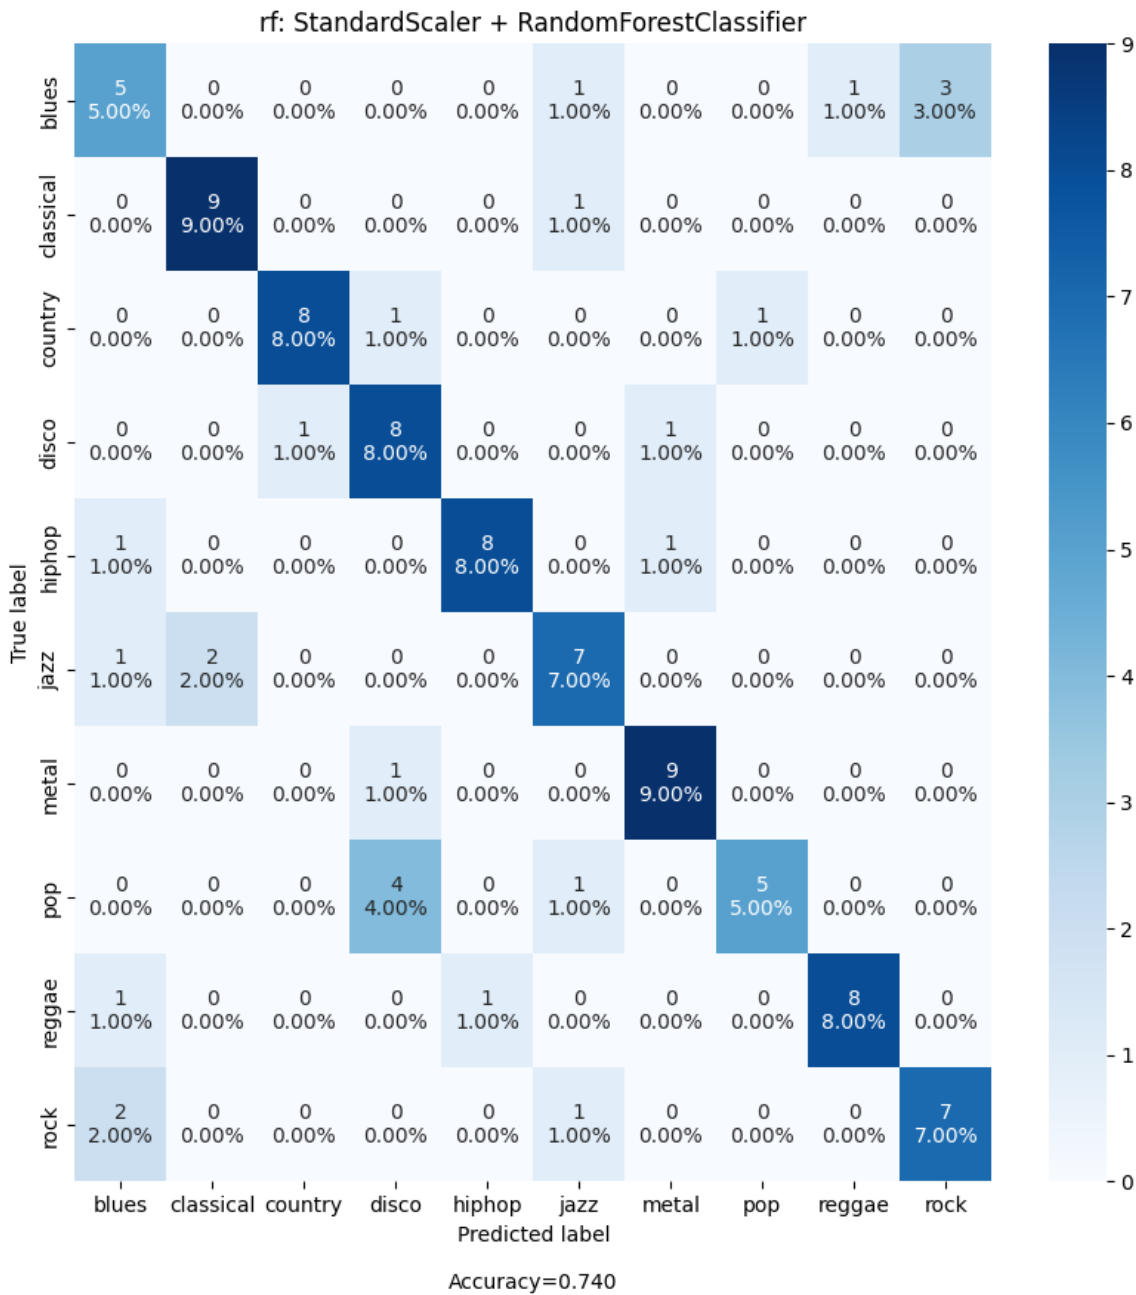 rf: StandardScaler + RandomForestClassifier
blues 5 0 0 0 0 1 0 0 1 3
5.00% 0.00% 0.00% 0.00% 0.00% 1.00% 0.00% 0.00% 1.00% 3.00%
classical 0 9 0 0 0 1 0 0 0 0
0.00% 9.00% 0.00% 0.00% 0.00% 1.00% 0.00% 0.00% 0.00% 0.00%
country 0 0 8 1 0 0 0 1 0 0
0.00% 0.00% 8.00% 1.00% 0.00% 0.00% 0.00% 1.00% 0.00% 0.00%
disco 0 0 1 8 0 0 1 0 0 0
0.00% 0.00% 1.00% 8.00% 0.00% 0.00% 1.00% 0.00% 0.00% 0.00%
hiphop 1 0 0 0 8 0 1 0 0 0
1.00% 0.00% 0.00% 0.00% 8.00% 0.00% 1.00% 0.00% 0.00% 0.00%
jazz 1 2 0 0 0 7 0 0 0 0
1.00% 2.00% 0.00% 0.00% 0.00% 7.00% 0.00% 0.00% 0.00% 0.00%
metal 0 0 0 1 0 0 9 0 0 0
0.00% 0.00% 0.00% 1.00% 0.00% 0.00% 9.00% 0.00% 0.00% 0.00%
pop 0 0 0 4 0 1 0 5 0 0
0.00% 0.00% 0.00% 4.00% 0.00% 1.00% 0.00% 5.00% 0.00% 0.00%
reggae 1 0 0 0 1 0 0 0 8 0
1.00% 0.00% 0.00% 0.00% 1.00% 0.00% 0.00% 0.00% 8.00% 0.00%
rock 2 0 0 0 0 1 0 0 0 7
2.00% 0.00% 0.00% 0.00% 0.00% 1.00% 0.00% 0.00% 0.00% 7.00%
True label
blues classical country disco hiphop jazz metal pop reggae rock
Predicted label
Accuracy=0.740
9
8
7
6
5
4
3
2
1
0